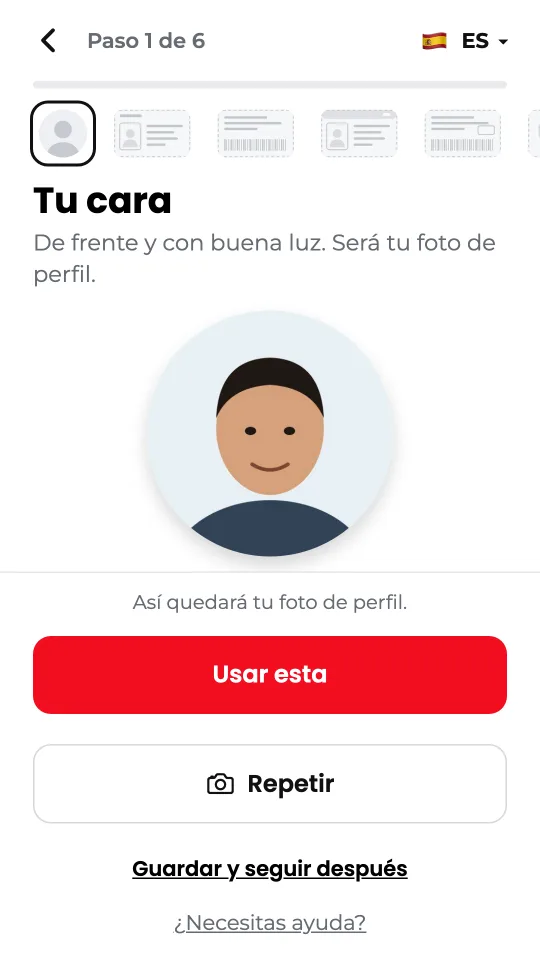 Paso 1 de 6
ES
Tu cara
De frente y con buena luz. Será tu foto de
perfil.
Así quedará tu foto de perfil.
Usar esta
Repetir
Guardar y seguir después
¿Necesitas ayuda?